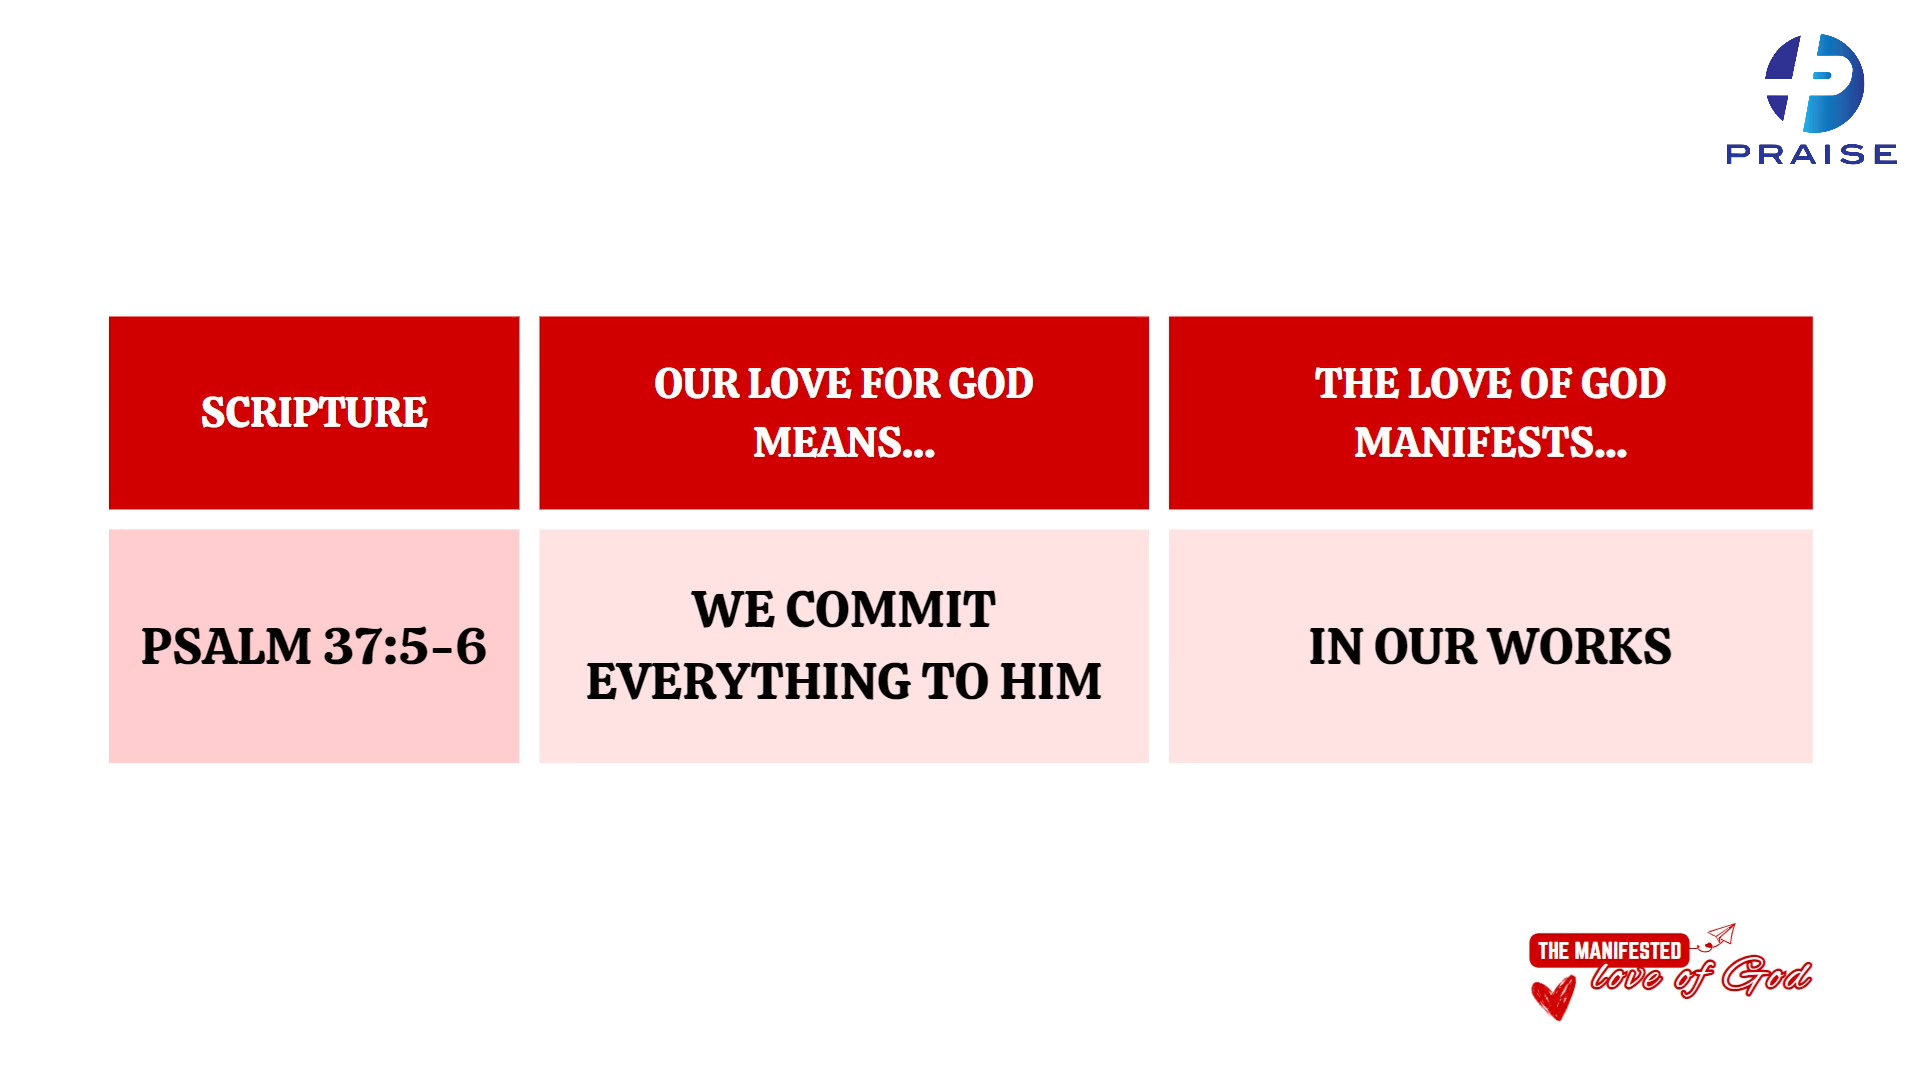 PRAISE
SCRIPTURE
OUR LOVE FOR GOD
MEANS...
THE LOVE OF GOD
MANIFESTS...
PSALM 37:5-6
WE COMMIT
EVERYTHING TO HIM
IN OUR WORKS
THE MANIFESTED
love of God